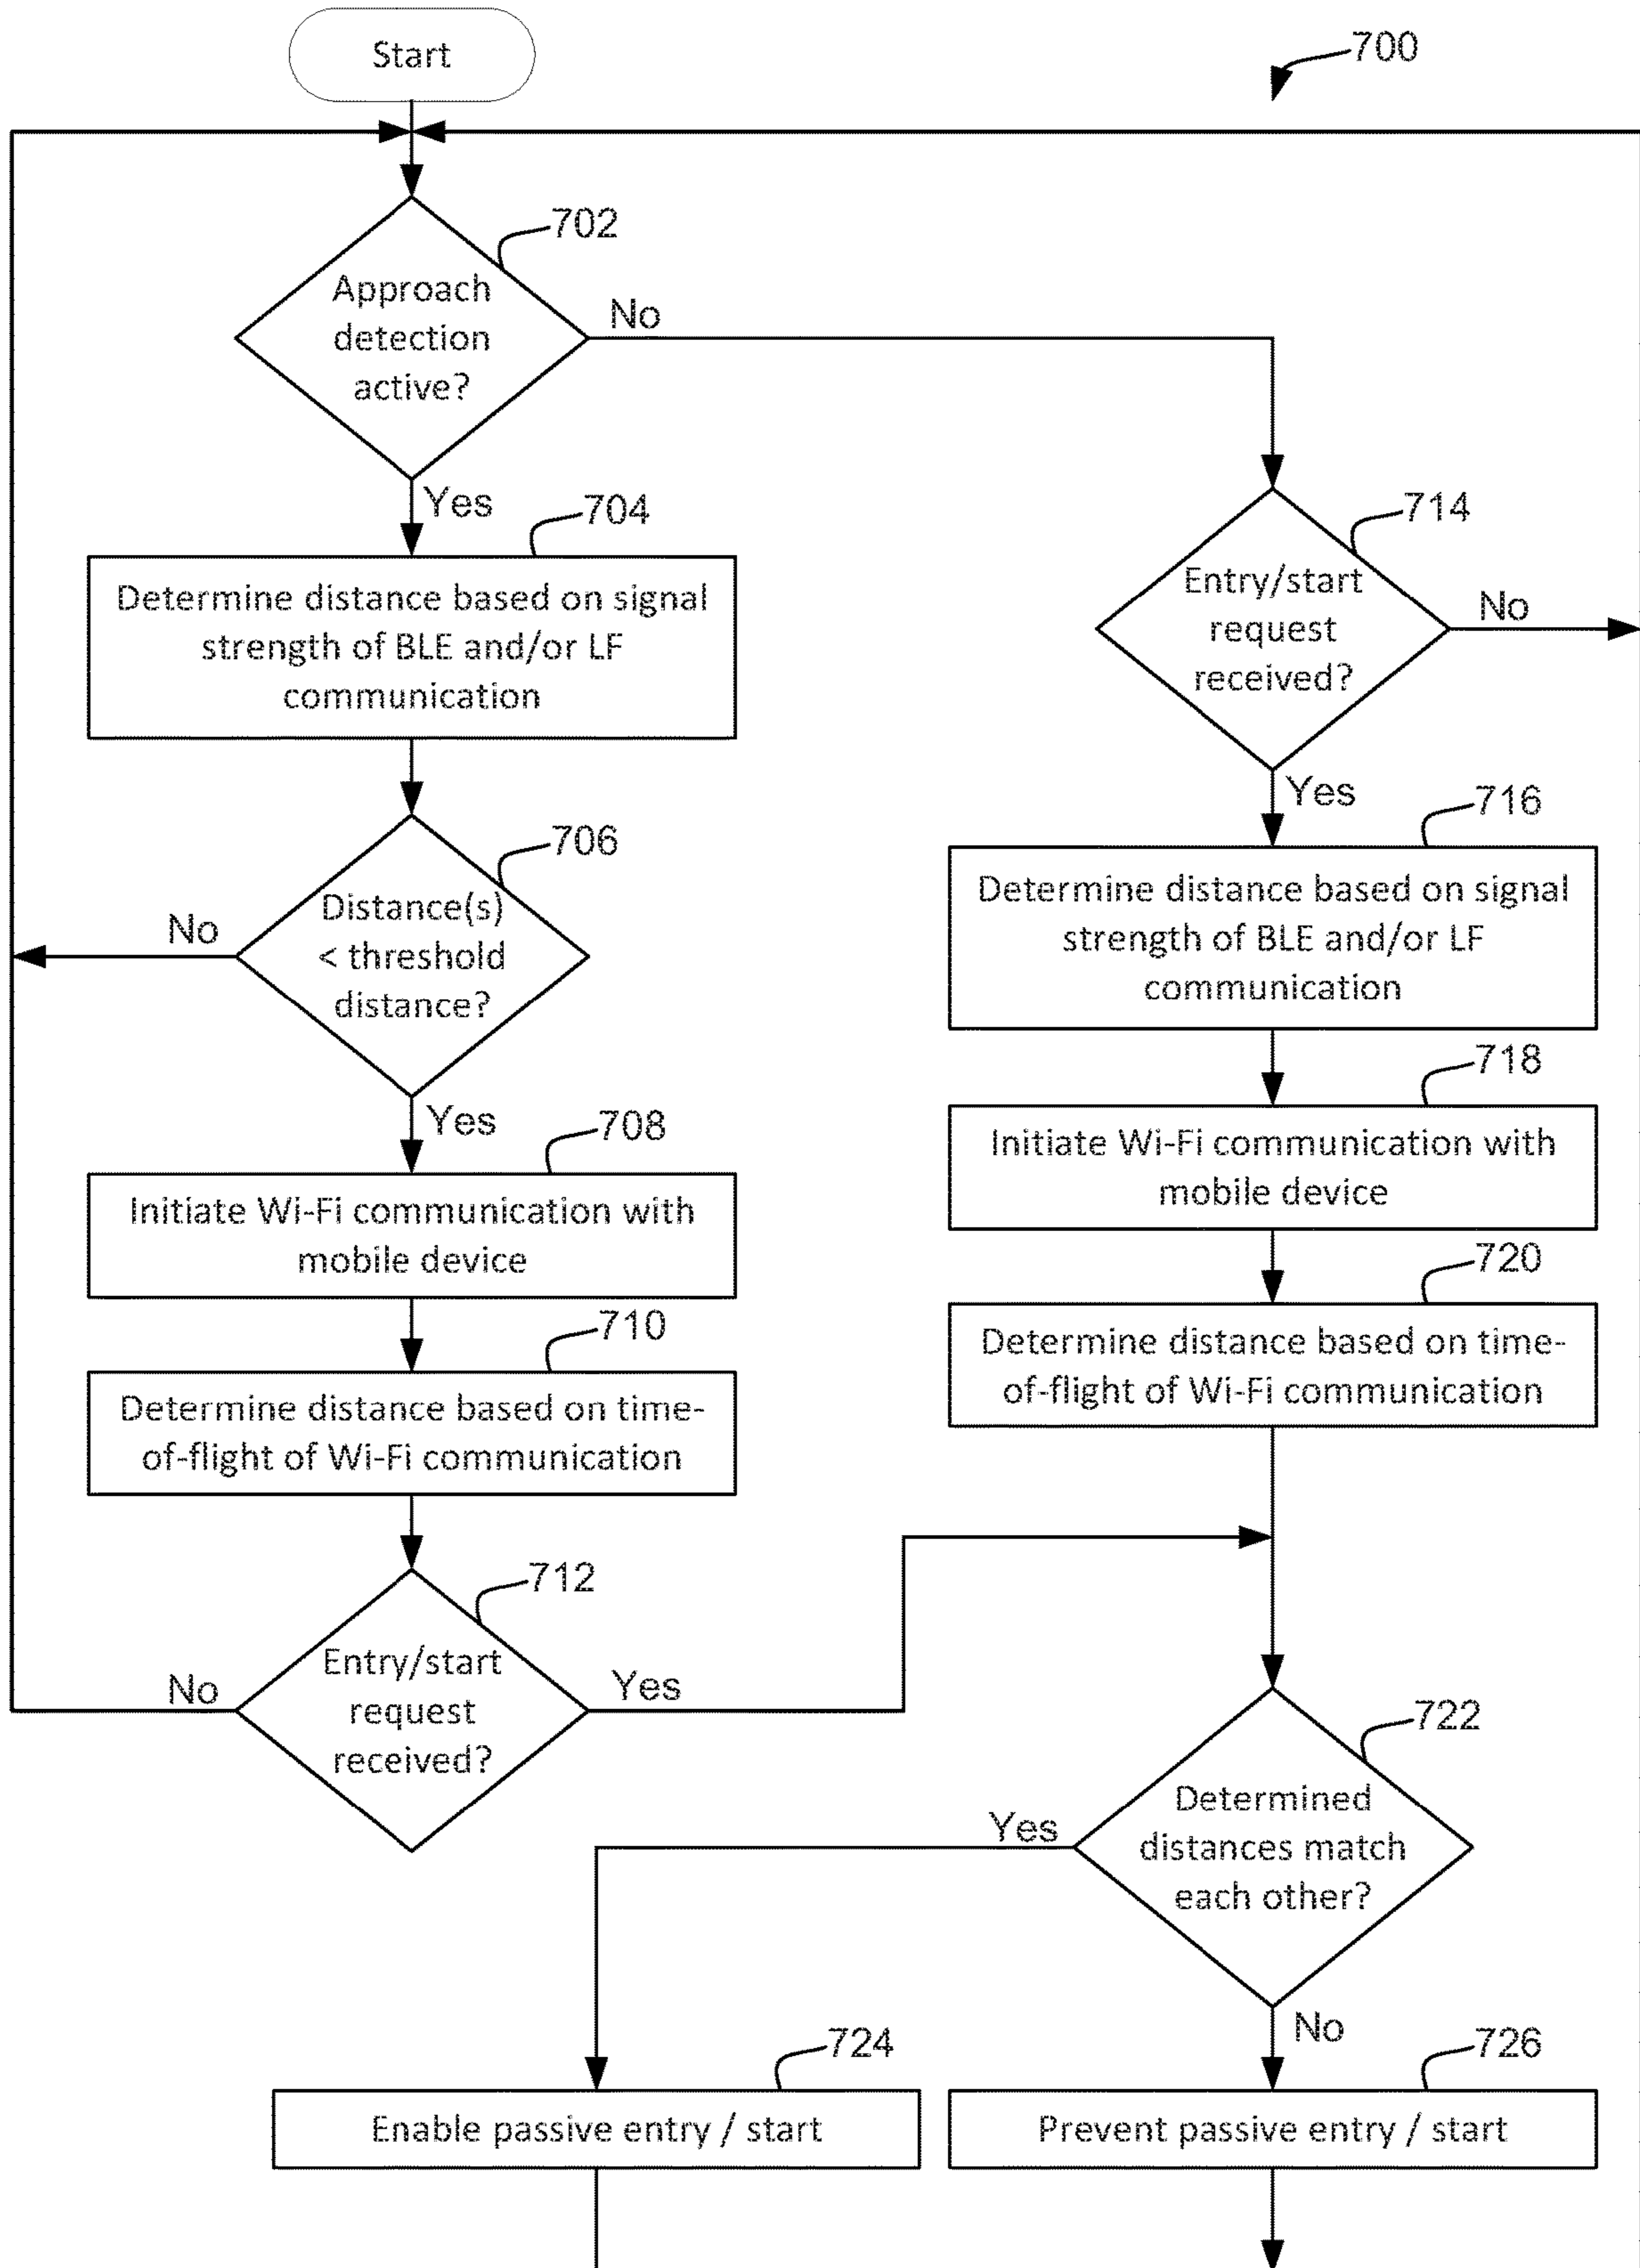 Start
700
702
Approach
detection
active?
No
Yes
704
Determine distance based on signal
strength of BLE and/or LF
communication
706
Distance(s)
< threshold
distance?
No
Yes
708
Initiate Wi-Fi communication with
mobile device
710
Determine distance based on time-
of-flight of Wi-Fi communication
712
Entry/start
request
received?
No
Yes
714
Entry/start
request
received?
No
Yes
716
Determine distance based on signal
strength of BLE and/or LF
communication
718
Initiate Wi-Fi communication with
mobile device
720
Determine distance based on time-
of-flight of Wi-Fi communication
722
Determined
distances match
each other?
Yes
No
724
Enable passive entry / start
726
Prevent passive entry / start